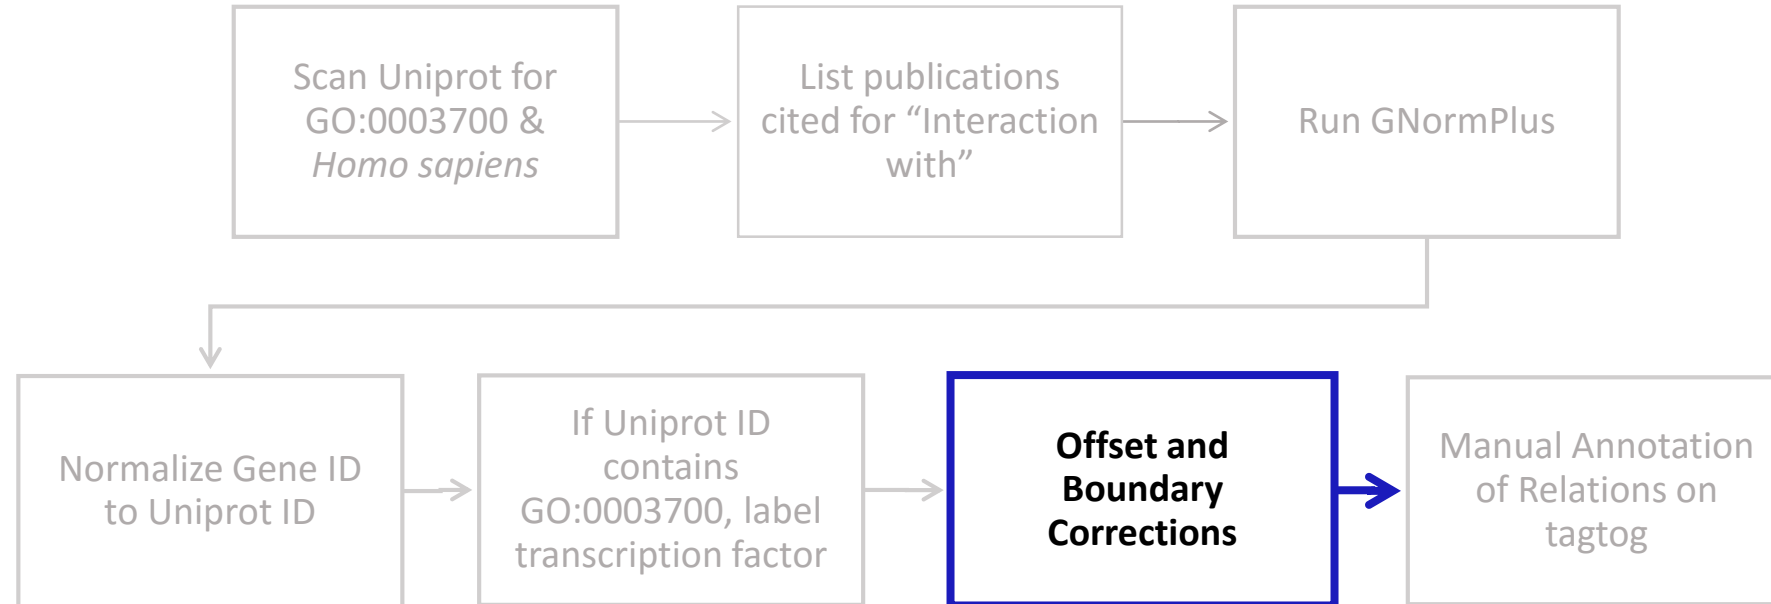 Scan Uniprot for
GO:0003700 &
Homo sapiens
List publications
cited for “Interaction
with”
Run GNormPlus
Normalize Gene ID
to Uniprot ID
If Uniprot ID
contains
GO:0003700, label
transcription factor
Offset and
Boundary
Corrections
Manual Annotation
of Relations on
tagtog